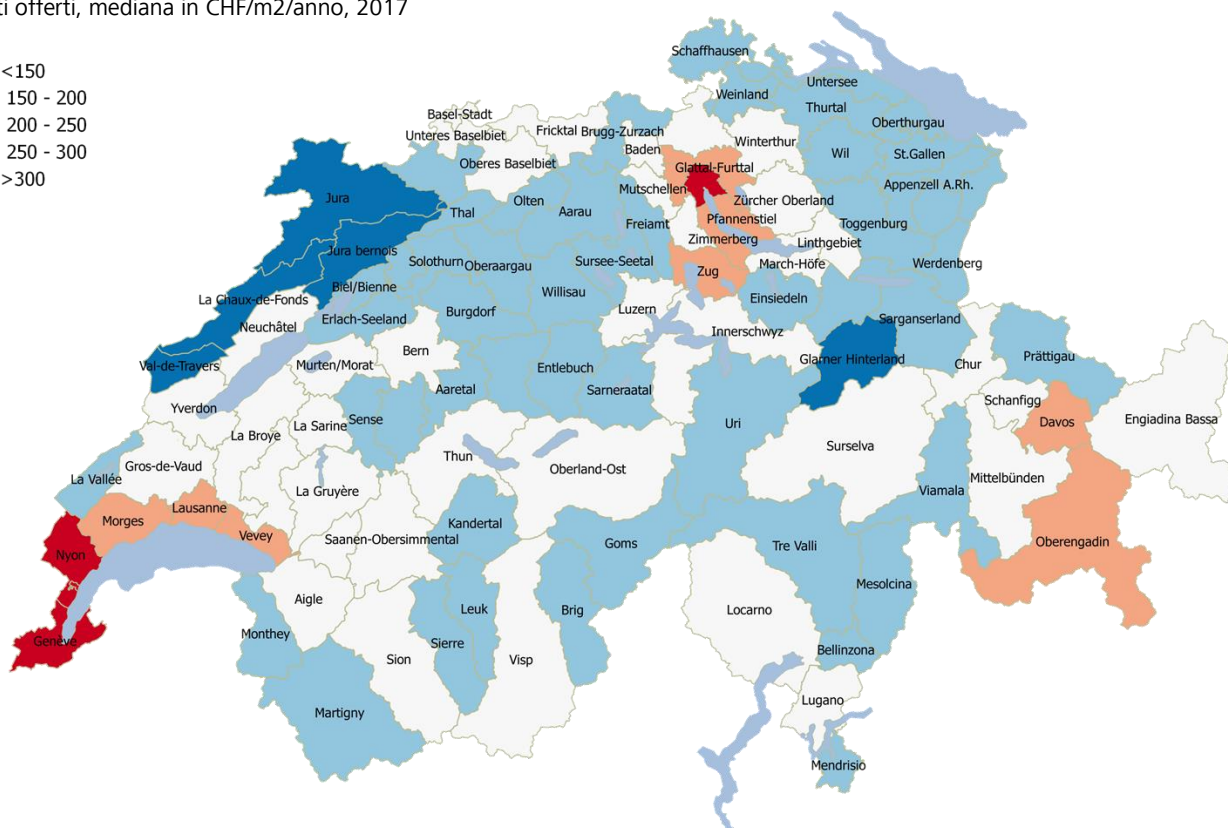 ti offerti, mediana in CHF/m2/anno, 2017
<150
150 - 200
200 - 250
250 - 300
>300
Schaffhausen
Untersee
Weinland
Thurtal
Basel-Stadt
Oberthurgau
Unteres Baselbiet
Fricktal
Brugg-Zurzach
Winterthur
Baden
Wil
St.Gallen
Oberes Baselbiet
Glattal-Furttal
Appenzell A.Rh.
Mutschellen
Jura
Olten
Zürcher Oberland
Thal
Aarau
Pfannenstiel
Freiamt
Toggenburg
Zimmerberg
Linthgebiet
Jura bernois
Solothurn
Oberaargau
Sursee-Seetal
March-Höfe
Werdenberg
Zug
Biel/Bienne
Willisau
La Chaux-de-Fonds
Einsiedeln
Luzern
Burgdorf
Erlach-Seeland
Sarganserland
Neuchâtel
Innerschwyz
Bern
Glarner Hinterland
Prättigau
Val-de-Travers
Murten/Morat
Entlebuch
Chur
Aaretal
Sarneraatal
Schanfigg
Yverdon
Sense
Uri
Davos
Engiadina Bassa
La Sarine
La Broye
Surselva
Thun
Gros-de-Vaud
Oberland-Ost
La Vallée
Mittelbünden
La Gruyère
Viamala
Lausanne
Morges
Kandertal
Vevey
Saanen-Obersimmental
Goms
Tre Valli
Oberengadin
Nyon
Mesolcina
Aigle
Leuk
Brig
Locarno
Monthey
Genève
Sierre
Bellinzona
Sion
Visp
Lugano
Martigny
Mendrisio